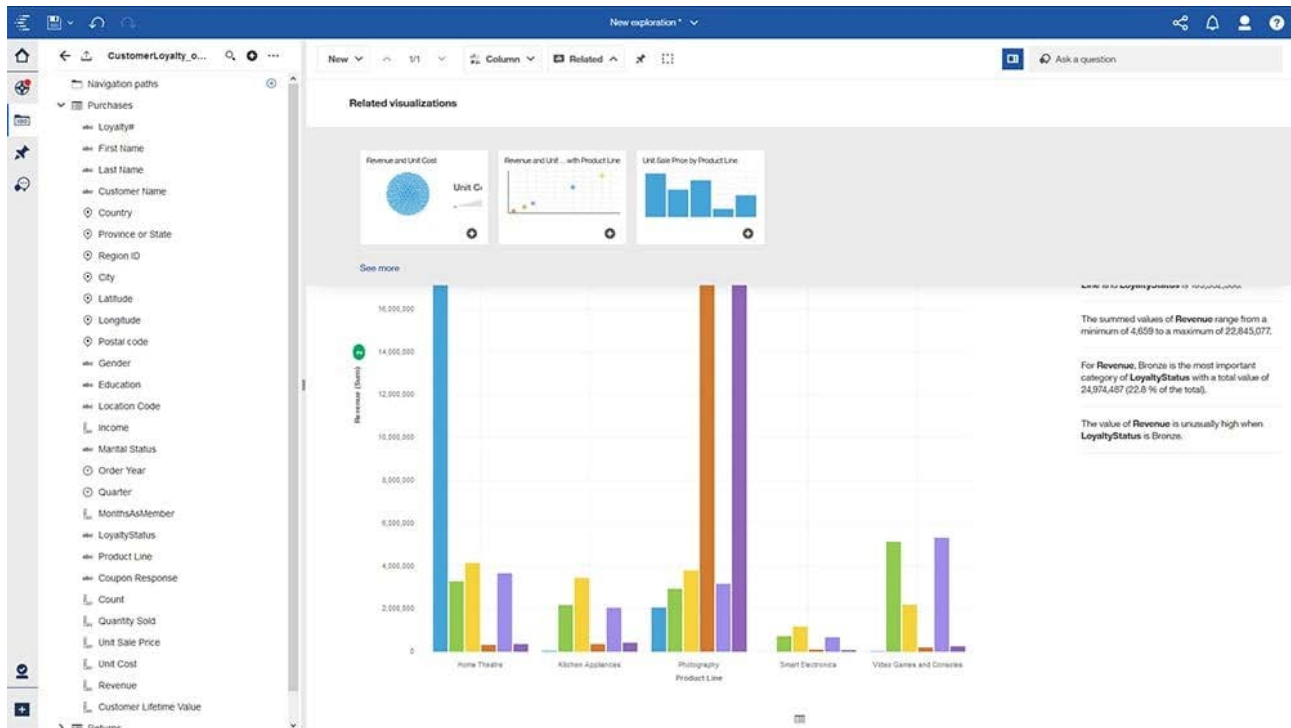 New exploration *
CustomerLoyalty_o...
Navigation paths
Purchases
Loyalty#
First Name
Last Name
Customer Name
Country
Province or State
Region ID
City
Latitude
Longitude
Postal code
Gender
Education
Location Code
Income
Marital Status
Order Year
Quarter
MonthsAsMember
LoyaltyStatus
Product Line
Coupon Response
Count
Quantity Sold
Unit Sale Price
Unit Cost
Revenue
Customer Lifetime Value
Returns
New
1/1
Column
Related
Ask a question
Related visualizations
Revenue and Unit Cost
Unit C
Revenue and Unit ... with Product Line
Unit Sale Price by Product Line
See more
16,000,000
14,000,000
12,000,000
10,000,000
8,000,000
6,000,000
4,000,000
2,000,000
0
Revenue (Sum)
2
Home Theatre
Kitchen Appliances
Photography
Smart Electronics
Video Games and Consoles
Product Line
Line and LoyaltyStatus is
The summed values of Revenue range from a
minimum of 4,659 to a maximum of 22,845,077.
For Revenue, Bronze is the most important
category of LoyaltyStatus with a total value of
24,974,487 (22.8 % of the total).
The value of Revenue is unusually high when
LoyaltyStatus is Bronze.